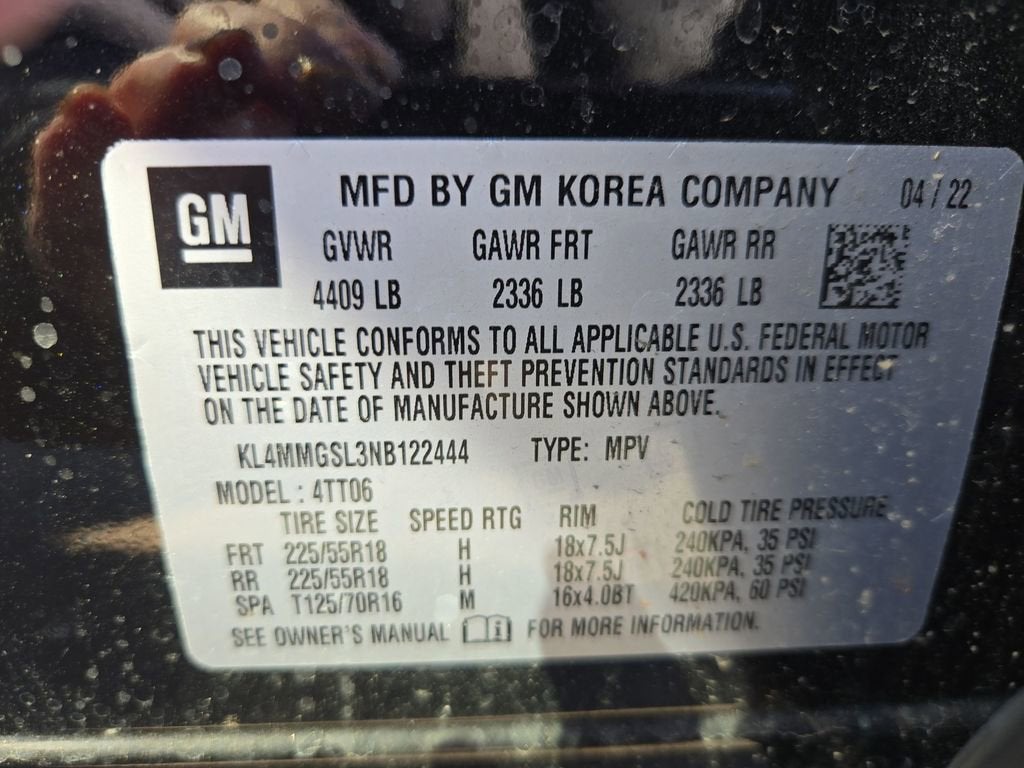 GM
MFD BY GM KOREA COMPANY 04 / 22
GVWR GAWR FRT GAWR RR
4409 LB 2336 LB 2336 LB
THIS VEHICLE CONFORMS TO ALL APPLICABLE U.S. FEDERAL MOTOR
VEHICLE SAFETY AND THEFT PREVENTION STANDARDS IN EFFECT
ON THE DATE OF MANUFACTURE SHOWN ABOVE.
KL4MMGSL3NB122444 TYPE: MPV
MODEL : 4TT06
TIRE SIZE SPEED RTG RIM COLD TIRE PRESSURE
FRT 225/55R18 H 18x7.5J 240KPA, 35 PSI
RR 225/55R18 H 18x7.5J 240KPA, 35 PSI
SPA T125/70R16 M 16x4.0BT 420KPA, 60 PSI
SEE OWNER'S MANUAL i FOR MORE INFORMATION.